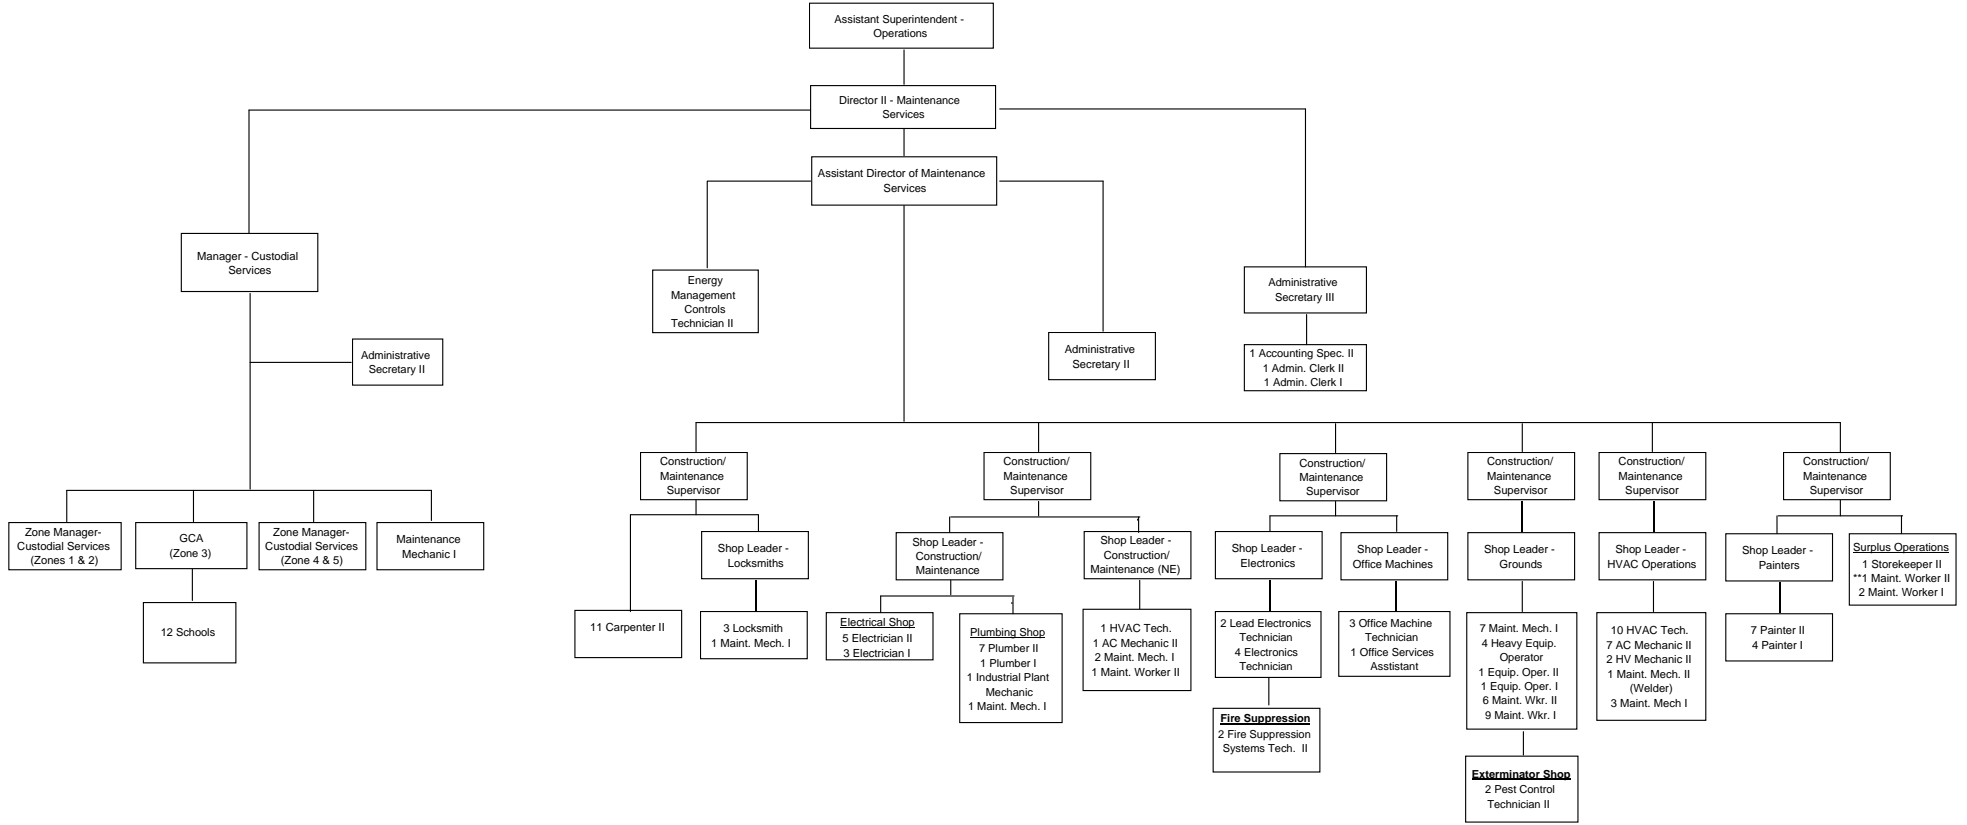 Assistant Superintendent -
Operations
Director II - Maintenance
Services
Assistant Director of Maintenance
Services
Manager - Custodial
Services
Energy
Management
Controls
Technician II
Administrative
Secretary III
Administrative
Secretary II
Administrative
Secretary II
1 Accounting Spec. II
1 Admin. Clerk II
1 Admin. Clerk I
Construction/
Maintenance
Supervisor
Construction/
Maintenance
Supervisor
Construction/
Maintenance
Supervisor
Construction/
Maintenance
Supervisor
Construction/
Maintenance
Supervisor
Construction/
Maintenance
Supervisor
Zone Manager-
Custodial Services
(Zones 1 & 2)
GCA
(Zone 3)
Zone Manager-
Custodial Services
(Zone 4 & 5)
Maintenance
Mechanic I
Shop Leader -
Locksmiths
Shop Leader -
Construction/
Maintenance
Shop Leader -
Construction/
Maintenance (NE)
Shop Leader -
Electronics
Shop Leader -
Office Machines
Shop Leader -
Grounds
Shop Leader -
HVAC Operations
Shop Leader -
Painters
Surplus Operations
1 Storekeeper II
**1 Maint. Worker II
2 Maint. Worker I
12 Schools
11 Carpenter II
3 Locksmith
1 Maint. Mech. I
Electrical Shop
5 Electrician II
3 Electrician I
Plumbing Shop
7 Plumber II
1 Plumber I
1 Industrial Plant
Mechanic
1 Maint. Mech. I
1 HVAC Tech.
1 AC Mechanic II
2 Maint. Mech. I
1 Maint. Worker II
2 Lead Electronics
Technician
4 Electronics
Technician
3 Office Machine
Technician
1 Office Services
Asstistant
7 Maint. Mech. I
4 Heavy Equip.
Operator
1 Equip. Oper. II
1 Equip. Oper. I
6 Maint. Wkr. II
9 Maint. Wkr. I
10 HVAC Tech.
7 AC Mechanic II
2 HV Mechanic II
1 Maint. Mech. II
(Welder)
3 Maint. Mech I
7 Painter II
4 Painter I
Fire Suppression
2 Fire Suppression
Systems Tech. II
Exterminator Shop
2 Pest Control
Technician II